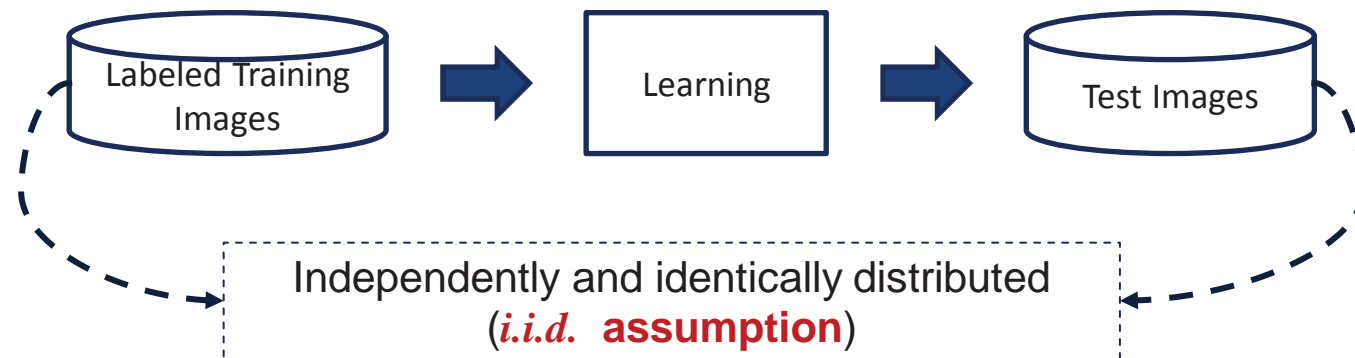 Labeled Training
Images
Learning
Test Images
Independently and identically distributed
(i.i.d. assumption)